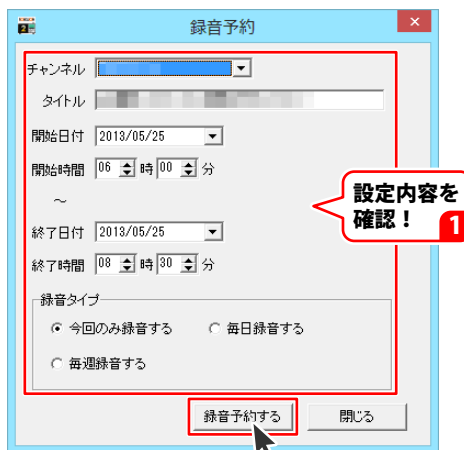 録音予約
チャンネル
タイトル
開始日付 2013/05/25
開始時間 06 時 00 分
～
終了日付 2013/05/25
終了時間 08 時 30 分
設定内容を
確認！ 1
録音タイプ
今回のみ録音する 毎日録音する
毎週録音する
録音予約する 閉じる